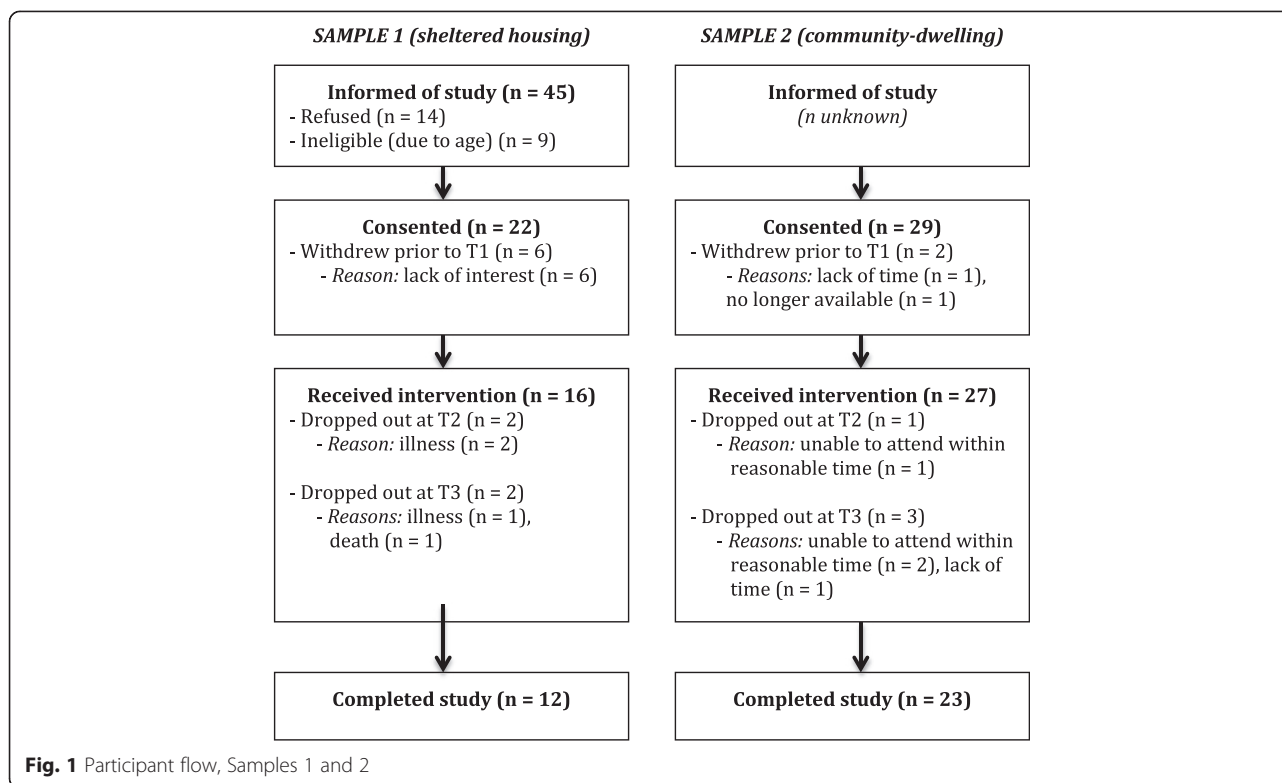 SAMPLE 1 (sheltered housing)
Informed of study (n = 45)
- Refused (n = 14)
- Ineligible (due to age) (n = 9)
Consented (n = 22)
- Withdrew prior to T1 (n = 6)
- Reason: lack of interest (n = 6)
Received intervention (n = 16)
- Dropped out at T2 (n = 2)
- Reason: illness (n = 2)
- Dropped out at T3 (n = 2)
- Reasons: illness (n = 1),
death (n = 1)
Completed study (n = 12)
SAMPLE 2 (community-dwelling)
Informed of study
(n unknown)
Consented (n = 29)
- Withdrew prior to T1 (n = 2)
- Reasons: lack of time (n = 1),
no longer available (n = 1)
Received intervention (n = 27)
- Dropped out at T2 (n = 1)
- Reason: unable to attend within
reasonable time (n = 1)
- Dropped out at T3 (n = 3)
- Reasons: unable to attend within
reasonable time (n = 2), lack of
time (n = 1)
Completed study (n = 23)
Fig. 1 Participant flow, Samples 1 and 2